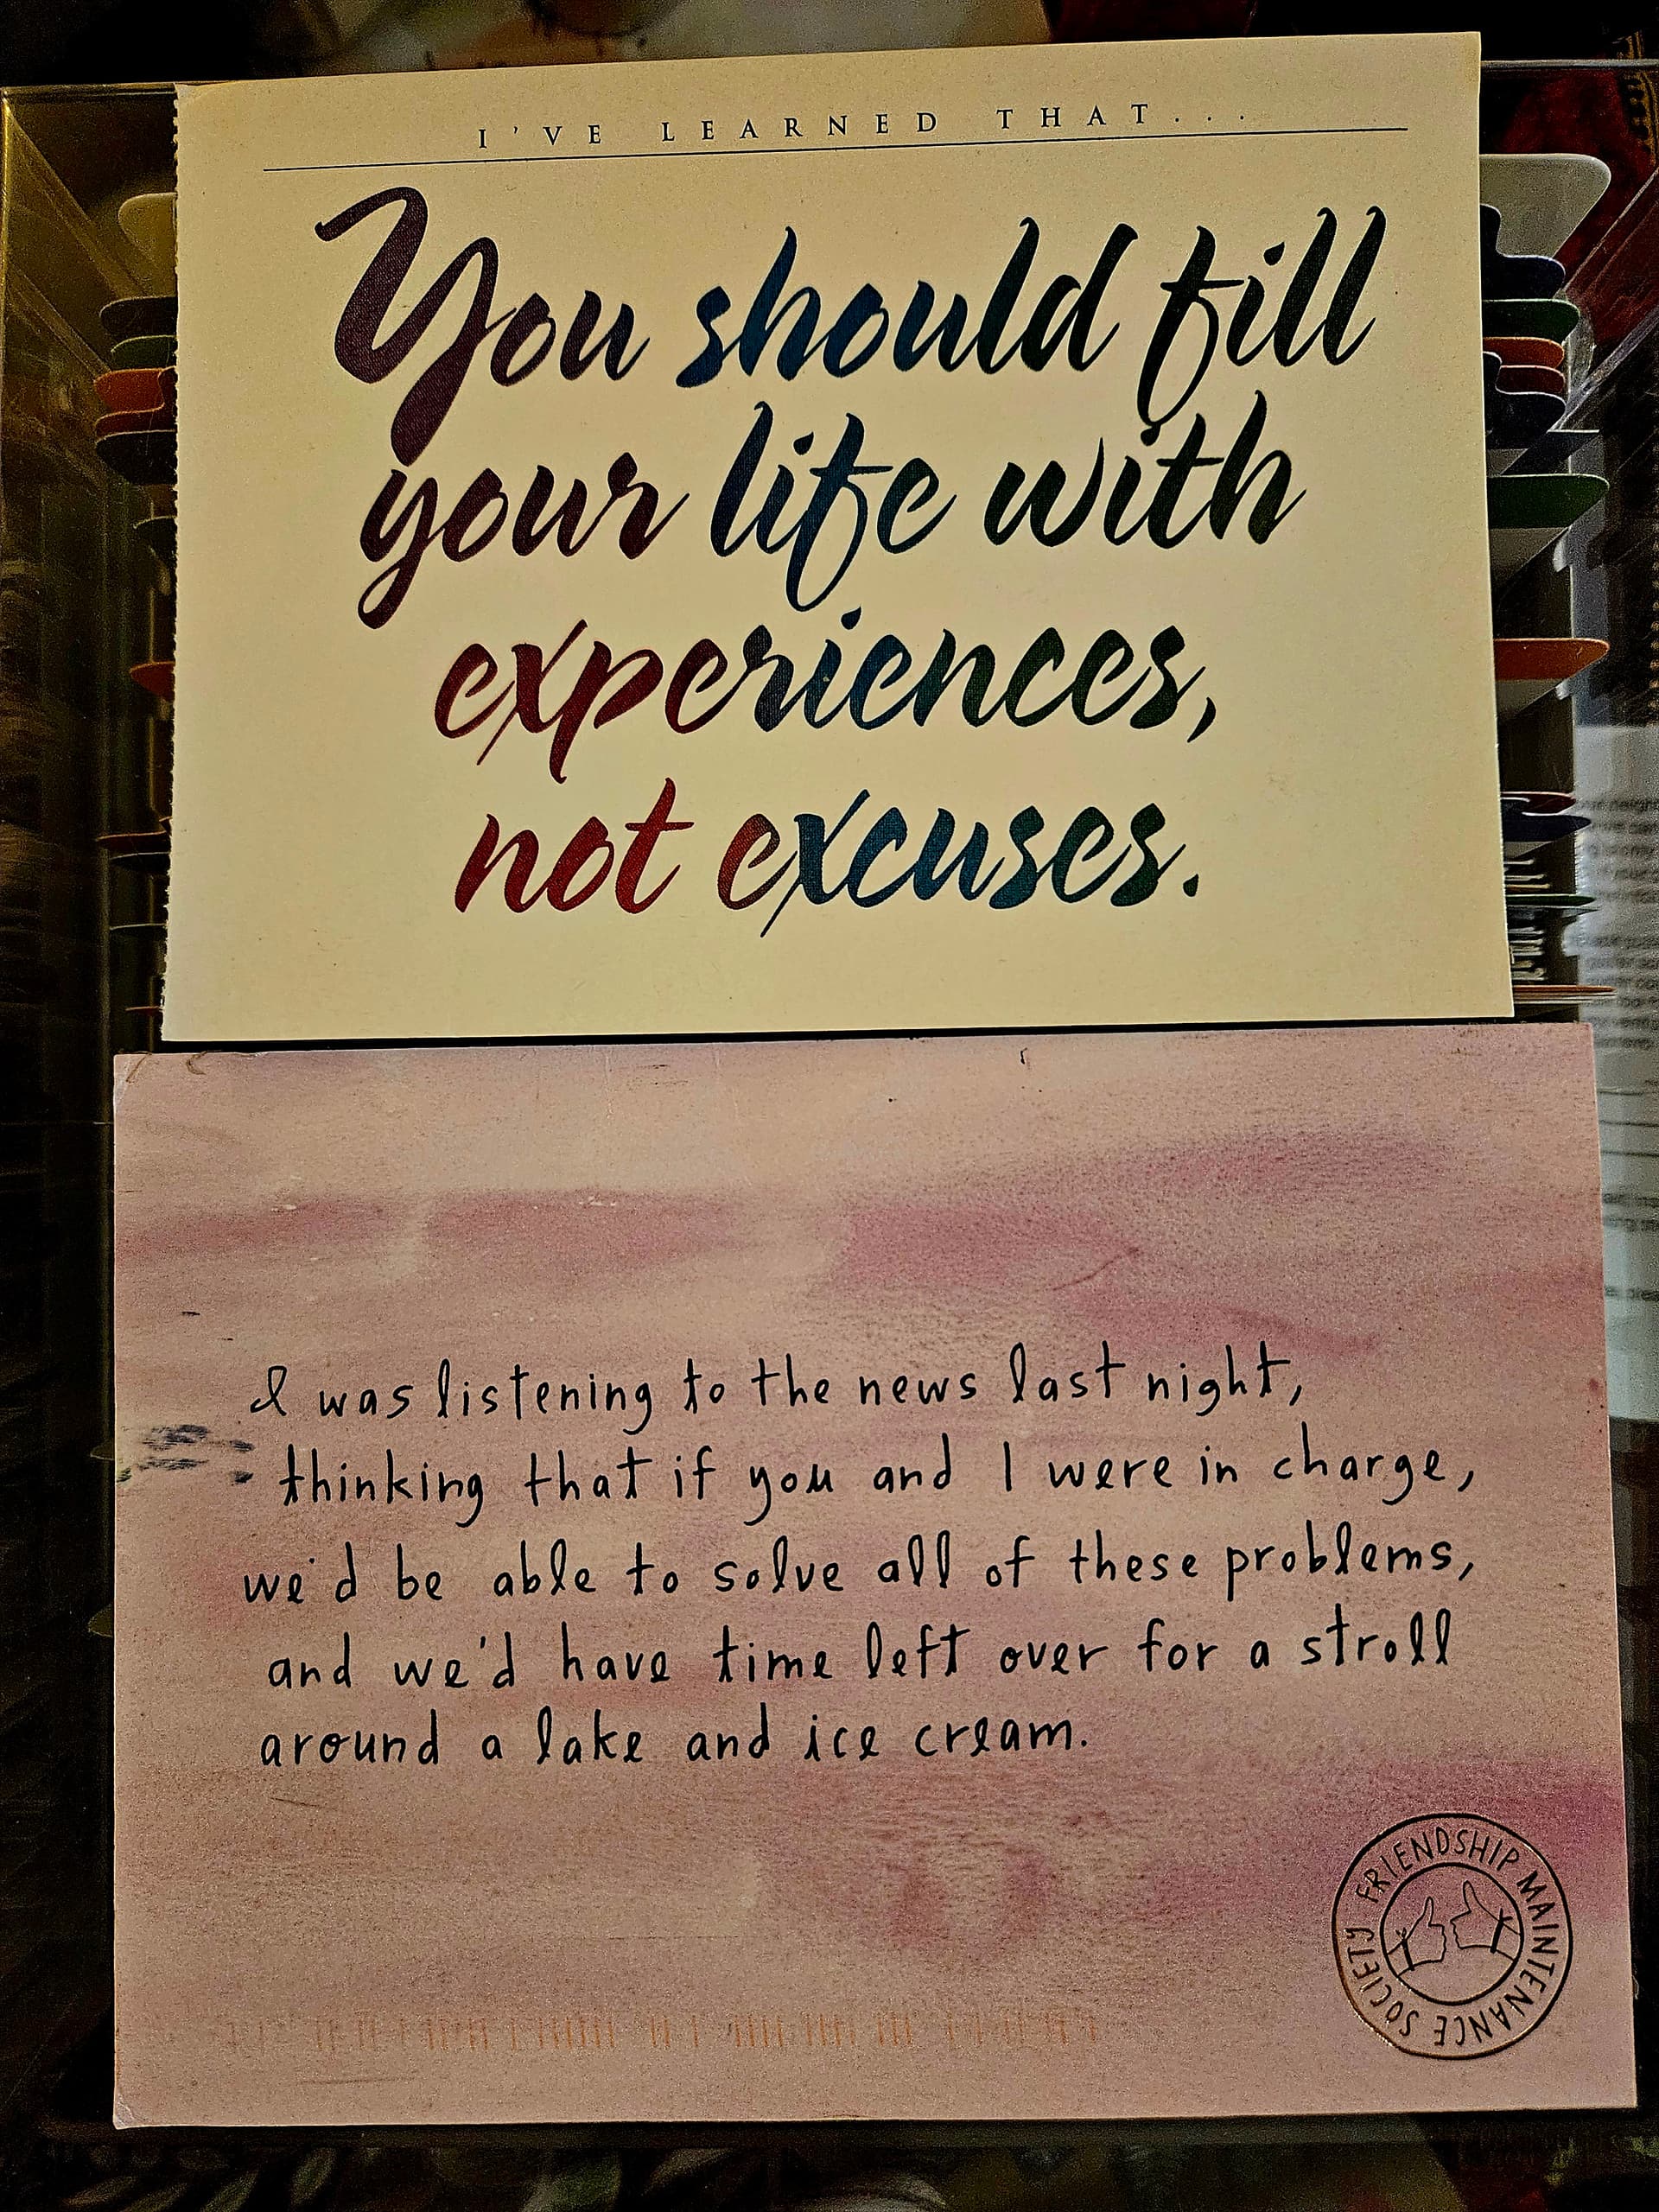 I'VE LEARNED THAT...
You should fill
your life with
experiences,
not excuses.
I was listening to the news last night,
thinking that if you and I were in charge,
we'd be able to solve all of these problems,
and we'd have time left over for a stroll
around a lake and ice cream.
FRIENDSHIP MAINTENANCE SOCIETY